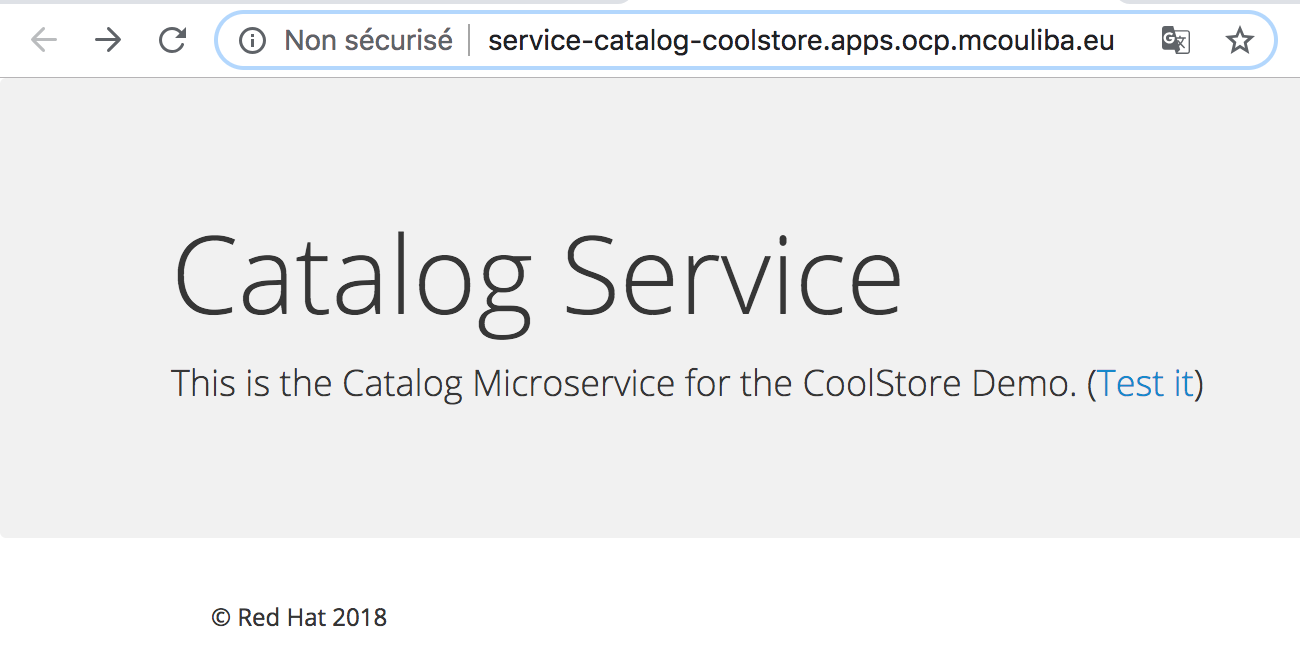 Non sécurisé service-catalog-coolstore.apps.ocp.mcouliba.eu
Catalog Service
This is the Catalog Microservice for the CoolStore Demo. (Test it)
© Red Hat 2018